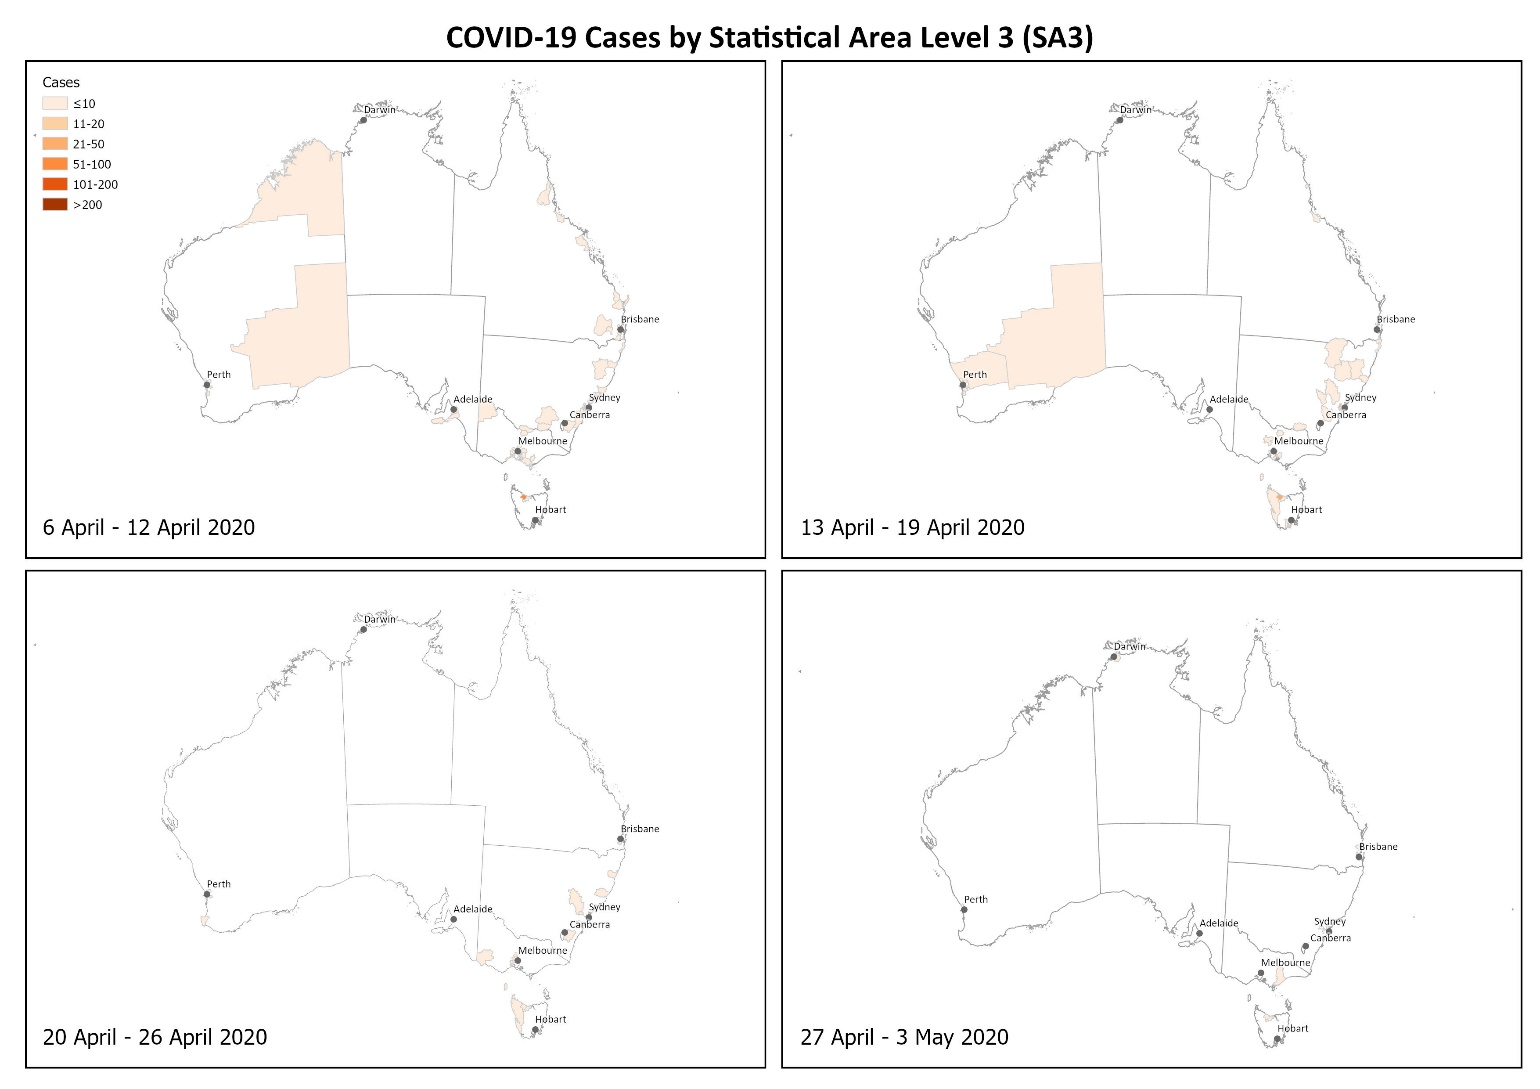 COVID-19 Cases by Statistical Area Level 3 (SA3)
Cases
≤10
11-20
21-50
51-100
101-200
>200
Darwin
Brisbane
Perth
Adelaide
Sydney
Canberra
Melbourne
Hobart
6 April - 12 April 2020
Darwin
Brisbane
Perth
Adelaide
Sydney
Canberra
Melbourne
Hobart
13 April - 19 April 2020
Darwin
Brisbane
Perth
Adelaide
Sydney
Canberra
Melbourne
Hobart
20 April - 26 April 2020
Darwin
Brisbane
Perth
Adelaide
Sydney
Canberra
Melbourne
Hobart
27 April - 3 May 2020